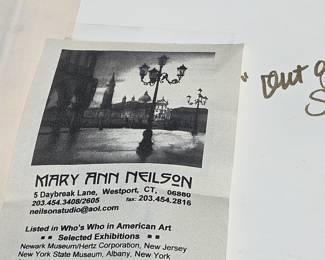 MARY ANN NEILSON
5 Daybreak Lane, Westport, CT. 06880
203.454.3408/2605 fax: 203.454.2816
neilsonstudio@aol.com
Listed in Who's Who in American Art
▪▪ Selected Exhibitions ▪▪
Newark Museum/Hertz Corporation, New Jersey
New York State Museum, Albany, New York
"out